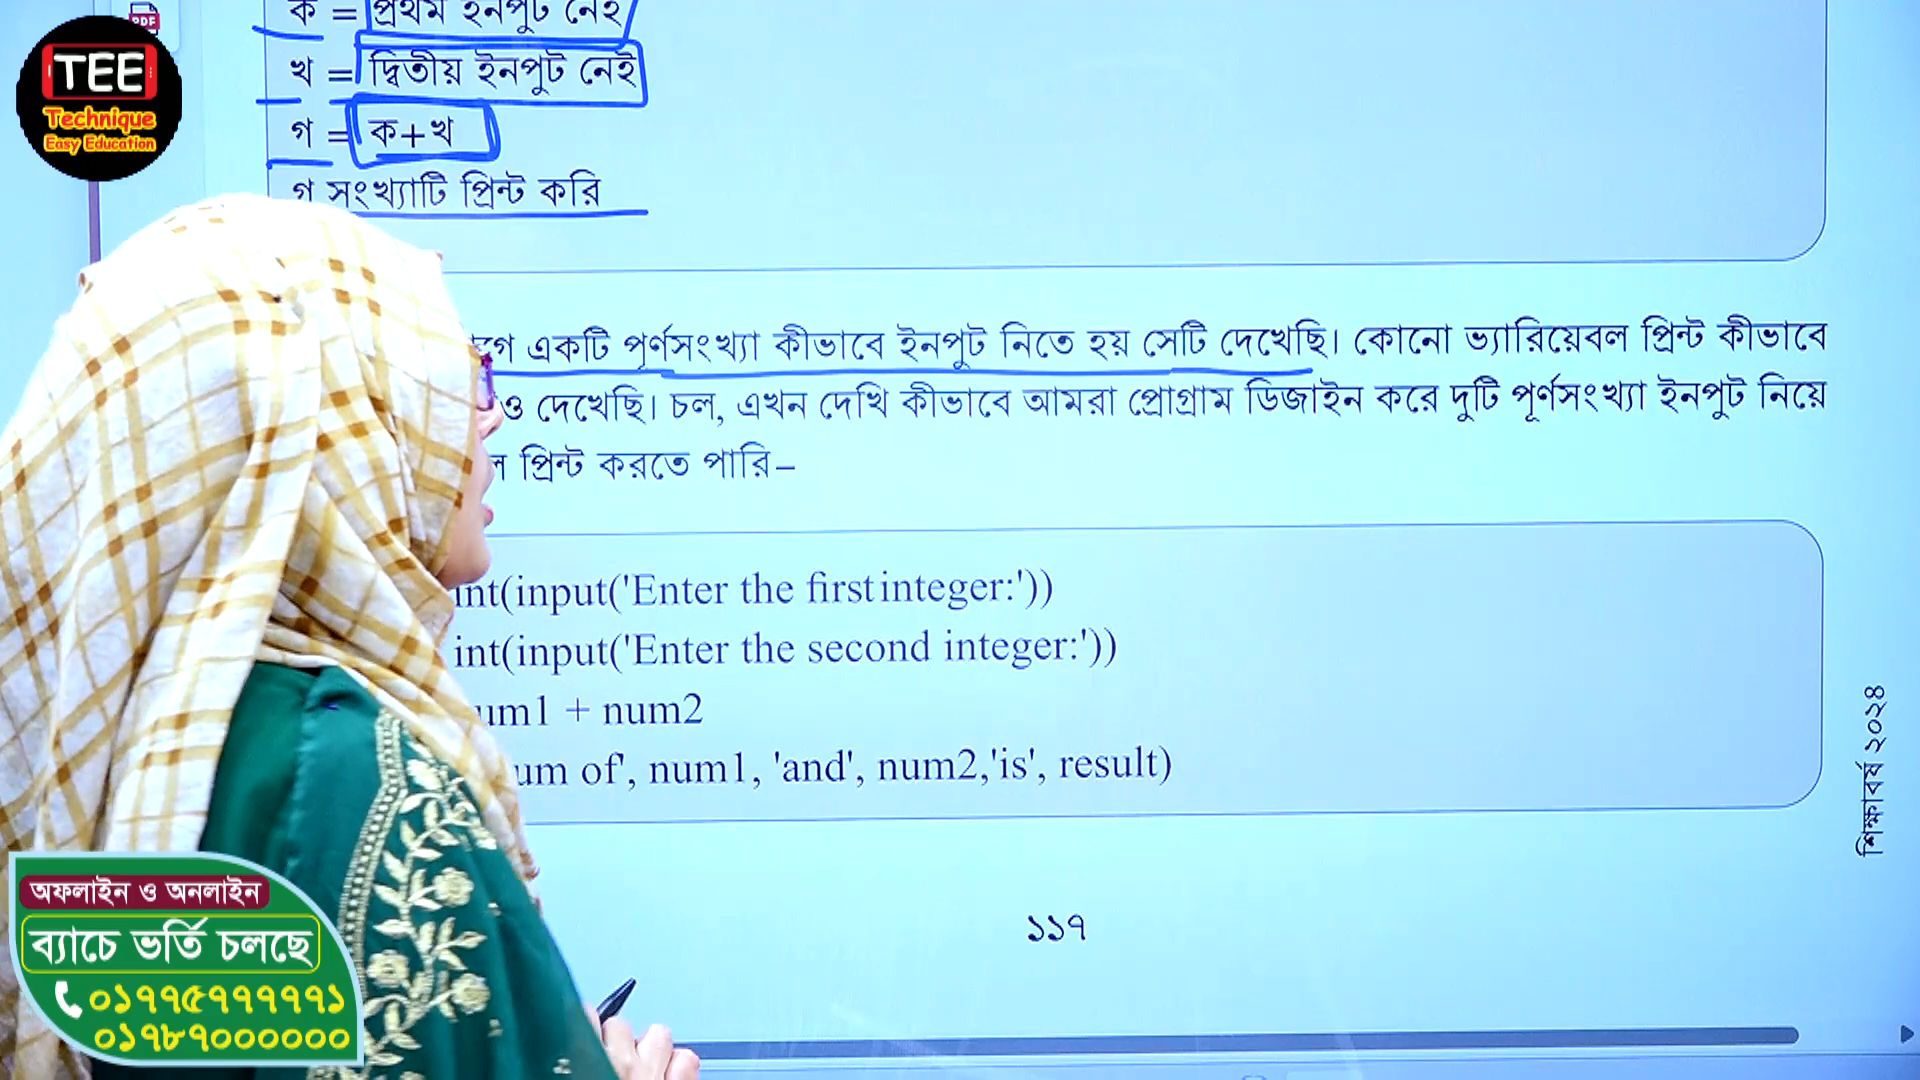 ক = প্রথম ইনপুট নেই
খ = দ্বিতীয় ইনপুট নেই
গ = ক+খ
গ সংখ্যাটি প্রিন্ট করি
একটি পূর্ণসংখ্যা কীভাবে ইনপুট নিতে হয় সেটি দেখেছি। কোনো ভ্যারিয়েবল প্রিন্ট কীভাবে
ও দেখেছি। চল, এখন দেখি কীভাবে আমরা প্রোগ্রাম ডিজাইন করে দুটি পূর্ণসংখ্যা ইনপুট নিয়ে
ল প্রিন্ট করতে পারি–
int(input('Enter the first integer:'))
int(input('Enter the second integer:'))
um1 + num2
um of', num1, 'and', num2,'is', result)
১১৭
শিক্ষাবর্ষ ২০২৪
PDF
TEE
Technique
Easy Education
অফলাইন ও অনলাইন
ব্যাচে ভর্তি চলছে
০১৭৭৫৭৭৭৭৭১
০১৭৮৭০০০০০০